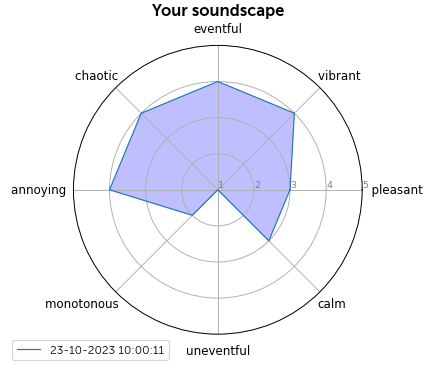 Your soundscape
eventful
chaotic
vibrant
annoying
1 2 3 4 5
pleasant
monotonous
calm
uneventful
23-10-2023 10:00:11